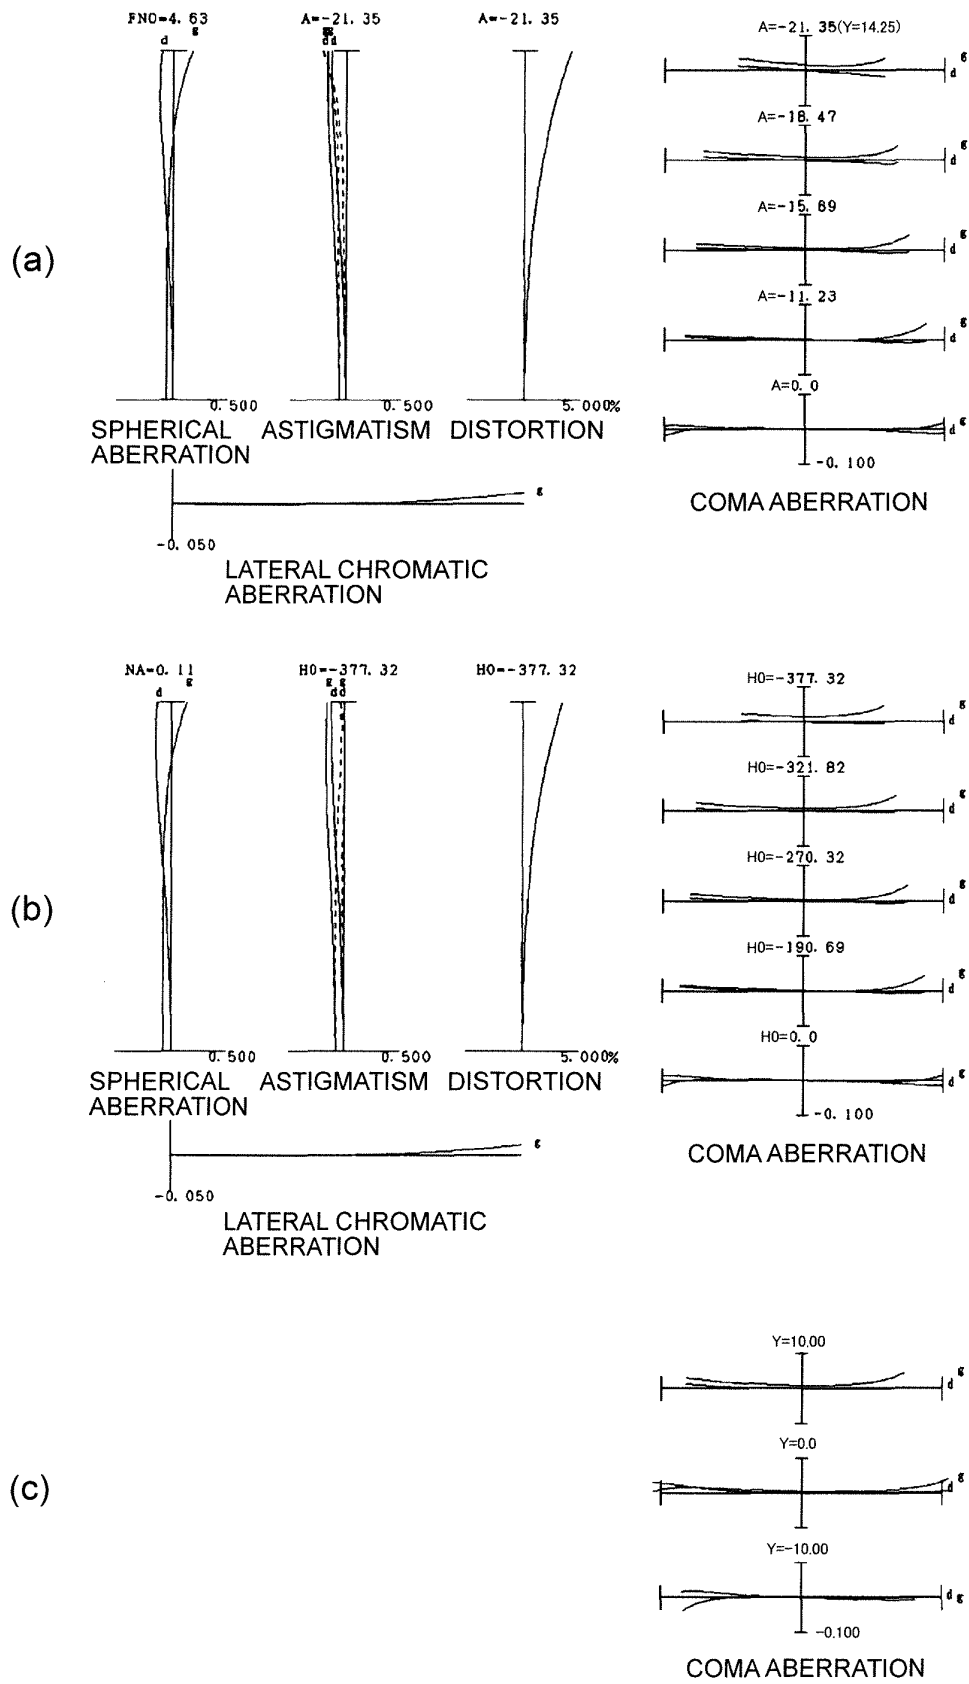 (a)
FNO=4. 63
d g
A=-21. 35
g g
d d
A=-21. 35
0. 500
0. 500
5. 000%
SPHERICAL
ABERRATION
ASTIGMATISM
DISTORTION
g
-0. 050
LATERAL CHROMATIC
ABERRATION
A=-21. 35(Y=14.25)
g
d
A=-18. 47
g
d
A=-15. 69
g
d
A=-11. 23
g
d
A=0. 0
g
d
-0. 100
COMA ABERRATION
(b)
NA=0. 11
d g
H0=-377. 32
g g
d d
H0=-377. 32
0. 500
0. 500
5. 000%
SPHERICAL
ABERRATION
ASTIGMATISM
DISTORTION
g
-0. 050
LATERAL CHROMATIC
ABERRATION
H0=-377. 32
g
d
H0=-321. 82
g
d
H0=-270. 32
g
d
H0=-190. 69
g
d
H0=0. 0
g
d
-0. 100
COMA ABERRATION
(c)
Y=10.00
g
d
Y=0.0
g
d
Y=-10.00
d g
-0.100
COMA ABERRATION